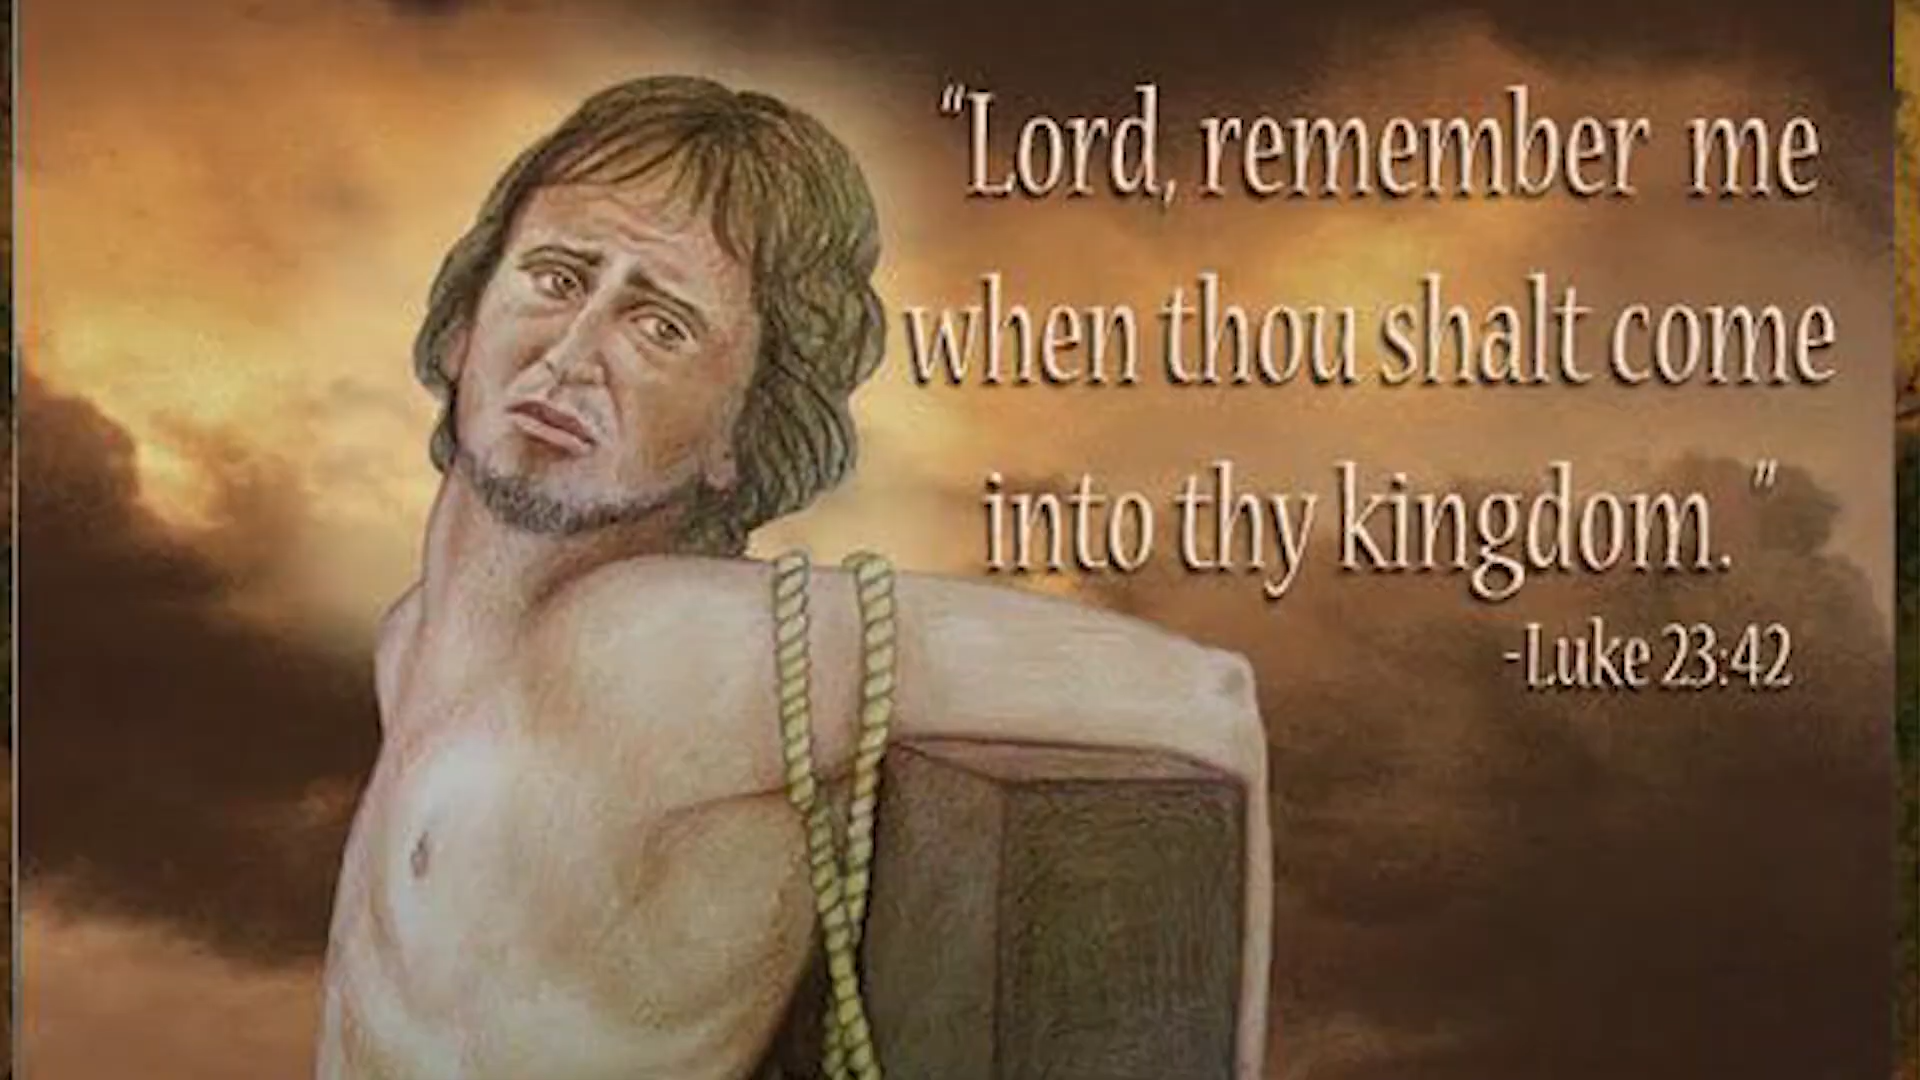 “Lord, remember me
when thou shalt come
into thy kingdom.”
-Luke 23:42